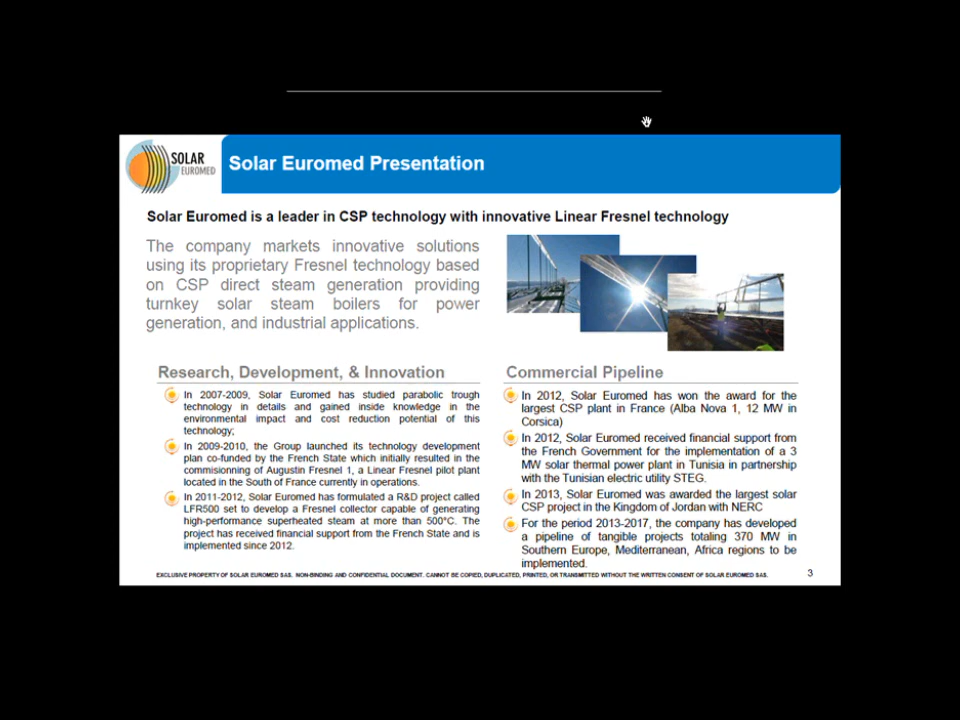 SOLAR
EUROMED
Solar Euromed Presentation
Solar Euromed is a leader in CSP technology with innovative Linear Fresnel technology
The company markets innovative solutions
using its proprietary Fresnel technology based
on CSP direct steam generation providing
turnkey solar steam boilers for power
generation, and industrial applications.
Research, Development, & Innovation
In 2007-2009, Solar Euromed has studied parabolic trough
technology in details and gained inside knowledge in the
environmental impact and cost reduction potential of this
technology;
In 2009-2010, the Group launched its technology development
plan co-funded by the French State which initially resulted in the
commisionning of Augustin Fresnel 1, a Linear Fresnel pilot plant
located in the South of France currently in operations.
In 2011-2012, Solar Euromed has formulated a R&D project called
LFR500 set to develop a Fresnel collector capable of generating
high-performance superheated steam at more than 500°C. The
project has received financial support from the French State and is
implemented since 2012.
Commercial Pipeline
In 2012, Solar Euromed has won the award for the
largest CSP plant in France (Alba Nova 1, 12 MW in
Corsica)
In 2012, Solar Euromed received financial support from
the French Government for the implementation of a 3
MW solar thermal power plant in Tunisia in partnership
with the Tunisian electric utility STEG.
In 2013, Solar Euromed was awarded the largest solar
CSP project in the Kingdom of Jordan with NERC
For the period 2013-2017, the company has developed
a pipeline of tangible projects totaling 370 MW in
Southern Europe, Mediterranean, Africa regions to be
implemented.
EXCLUSIVE PROPERTY OF SOLAR EUROMED SAS. NON-BINDING AND CONFIDENTIAL DOCUMENT. CANNOT BE COPIED, DUPLICATED, PRINTED, OR TRANSMITTED WITHOUT THE WRITTEN CONSENT OF SOLAR EUROMED SAS.
3